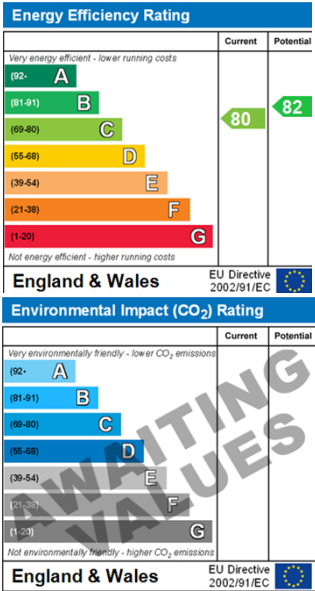 Energy Efficiency Rating
Current Potential
Very energy efficient - lower running costs
(92- A
(81-91) B
(69-80) C
80
82
(55-68) D
(39-54) E
(21-38) F
(1-20) G
Not energy efficient - higher running costs
England & Wales
EU Directive
2002/91/EC
Environmental Impact (CO2) Rating
Current Potential
Very environmentally friendly - lower CO2 emissions
(92- A
(81-91) B
(69-80) C
(55-68) D
(39-54) E
(21-38) F
(1-20) G
AWAITING
VALUES
Not environmentally friendly - higher CO2 emissions
England & Wales
EU Directive
2002/91/EC